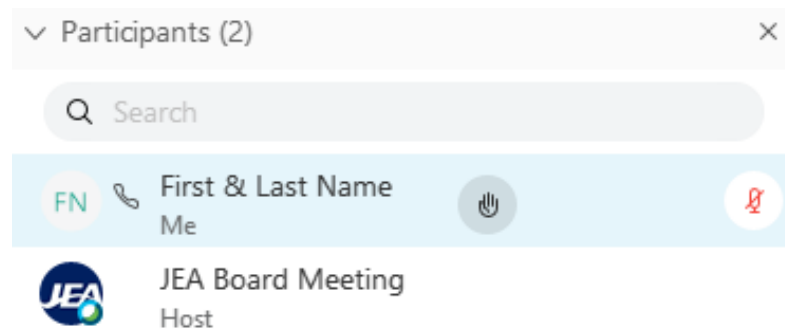 Participants (2)
Search
FN First & Last Name
Me
JEA JEA Board Meeting
Host